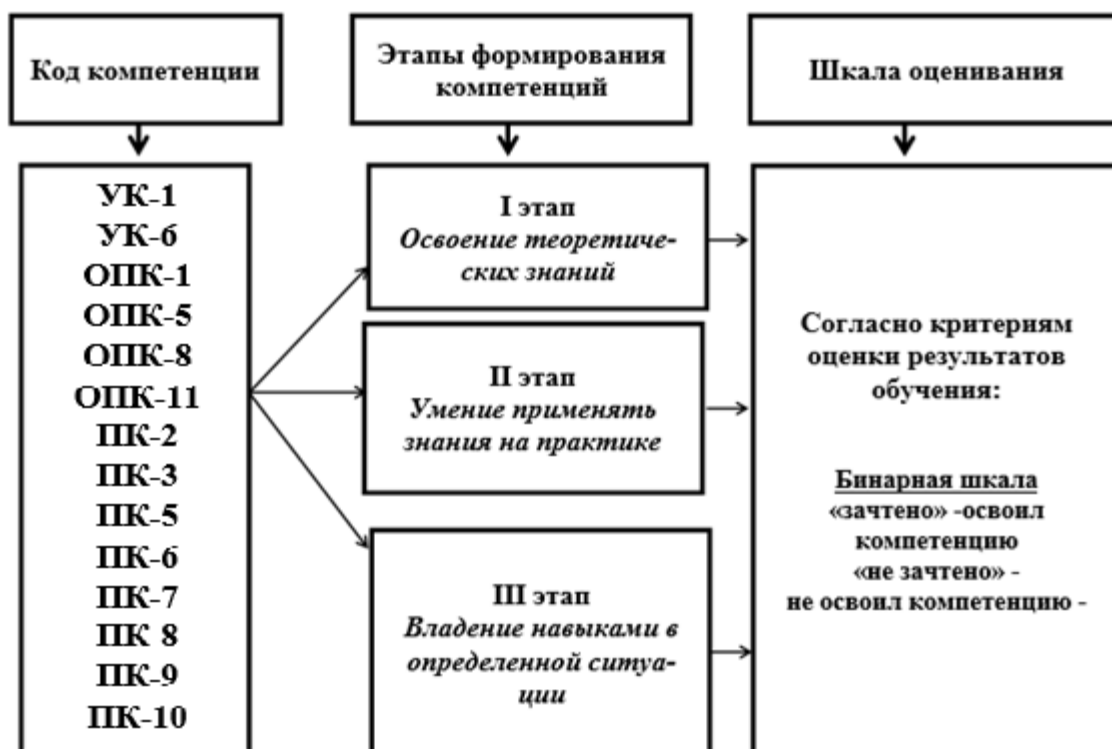 Код компетенции
Этапы формирования
компетенций
Шкала оценивания
УК-1
УК-6
ОПК-1
ОПК-5
ОПК-8
ОПК-11
ПК-2
ПК-3
ПК-5
ПК-6
ПК-7
ПК 8
ПК-9
ПК-10
I этап
Освоение теоретиче-
ских знаний
II этап
Умение применять
знания на практике
III этап
Владение навыками в
определенной ситуа-
ции
Согласно критериям
оценки результатов
обучения:
Бинарная шкала
«зачтено» -освоил
компетенцию
«не зачтено» -
не освоил компетенцию -